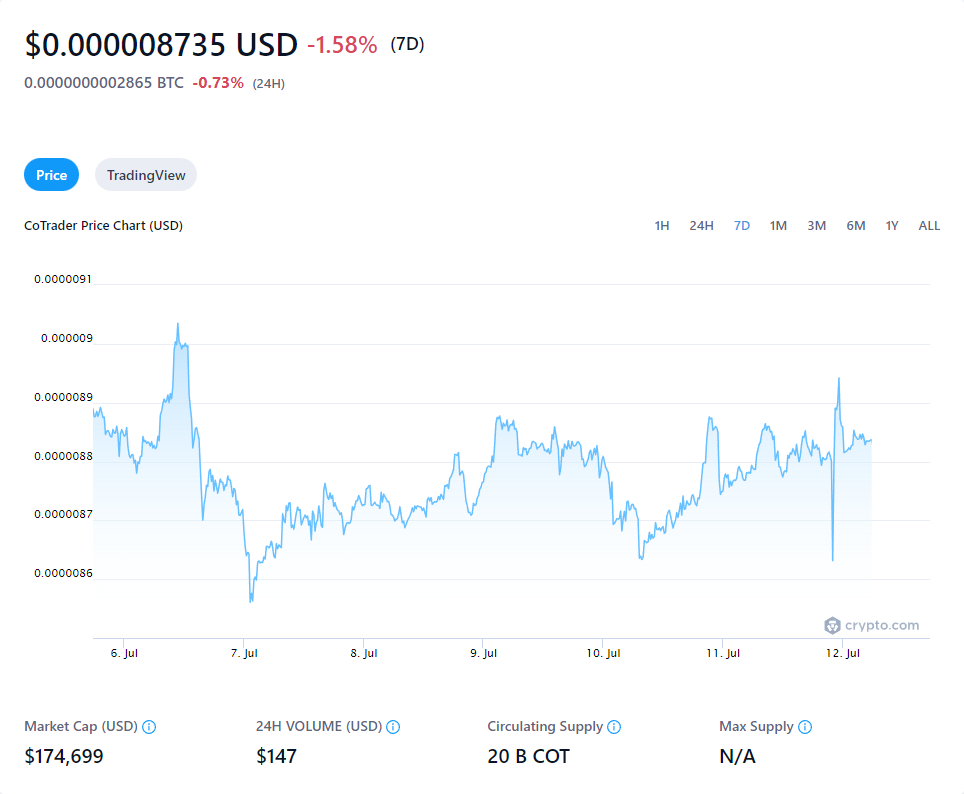 $0.000008735 USD -1.58% (7D)
0.0000000002865 BTC -0.73% (24H)
Price TradingView
CoTrader Price Chart (USD) 1H 24H 7D 1M 3M 6M 1Y ALL
0.0000091
0.000009
0.0000089
0.0000088
0.0000087
0.0000086
crypto.com
6. Jul 7. Jul 8. Jul 9. Jul 10. Jul 11. Jul 12. Jul
Market Cap (USD) 24H VOLUME (USD) Circulating Supply Max Supply
$174,699 $147 20 B COT N/A